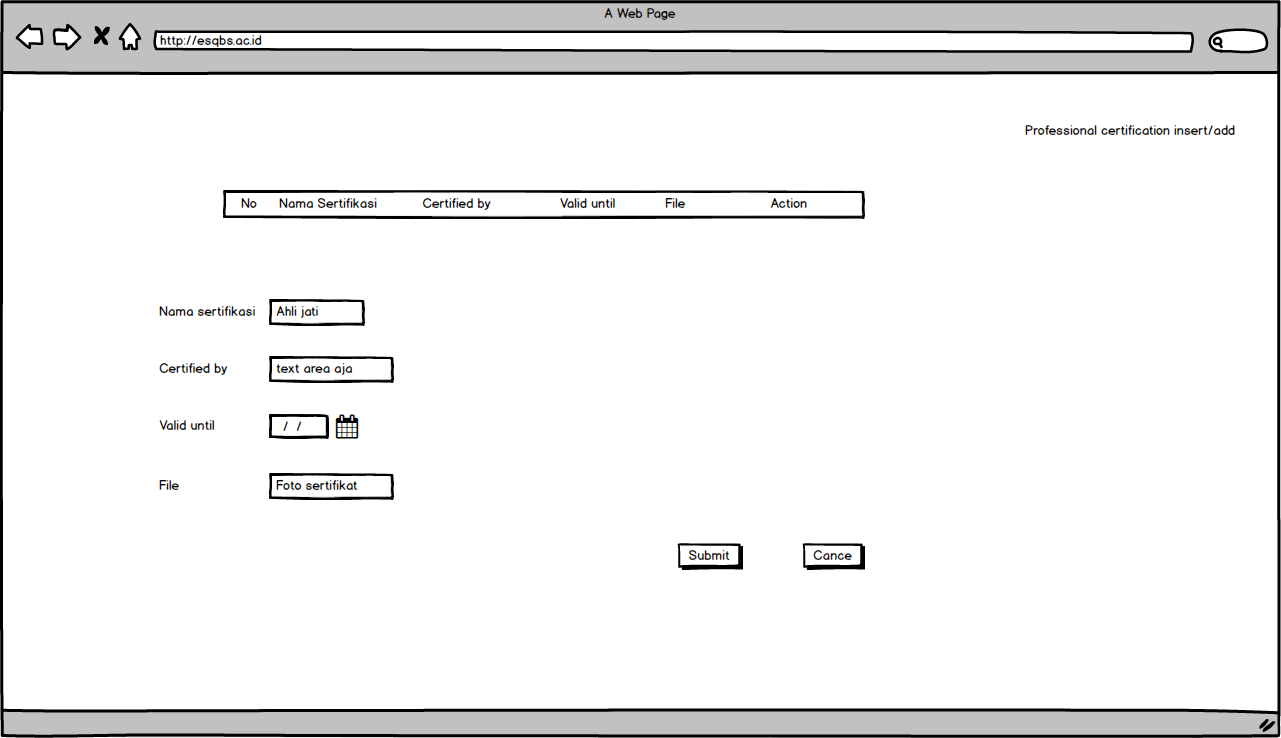 A Web Page
http://esqbs.ac.id
Professional certification insert/add
No Nama Sertifikasi Certified by Valid until File Action
Nama sertifikasi Ahli jati
Certified by text area aja
Valid until / /
File Foto sertifikat
Submit Cance